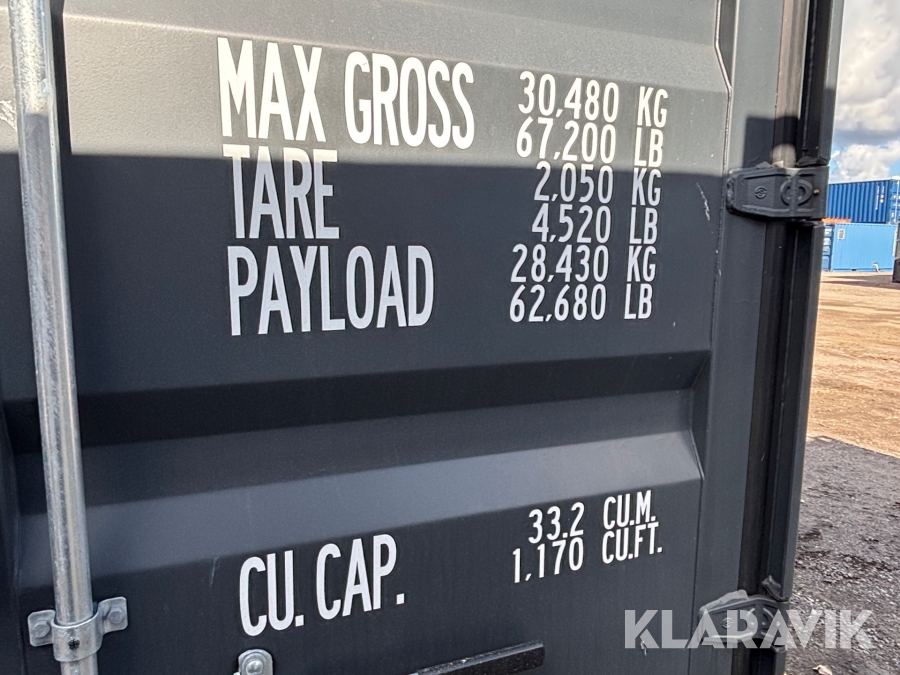 MAX GROSS 30,480 KG
67,200 LB
TARE 2,050 KG
4,520 LB
PAYLOAD 28,430 KG
62,680 LB
CU. CAP. 33.2 CU.M.
1,170 CU.FT.
KLARAVIK